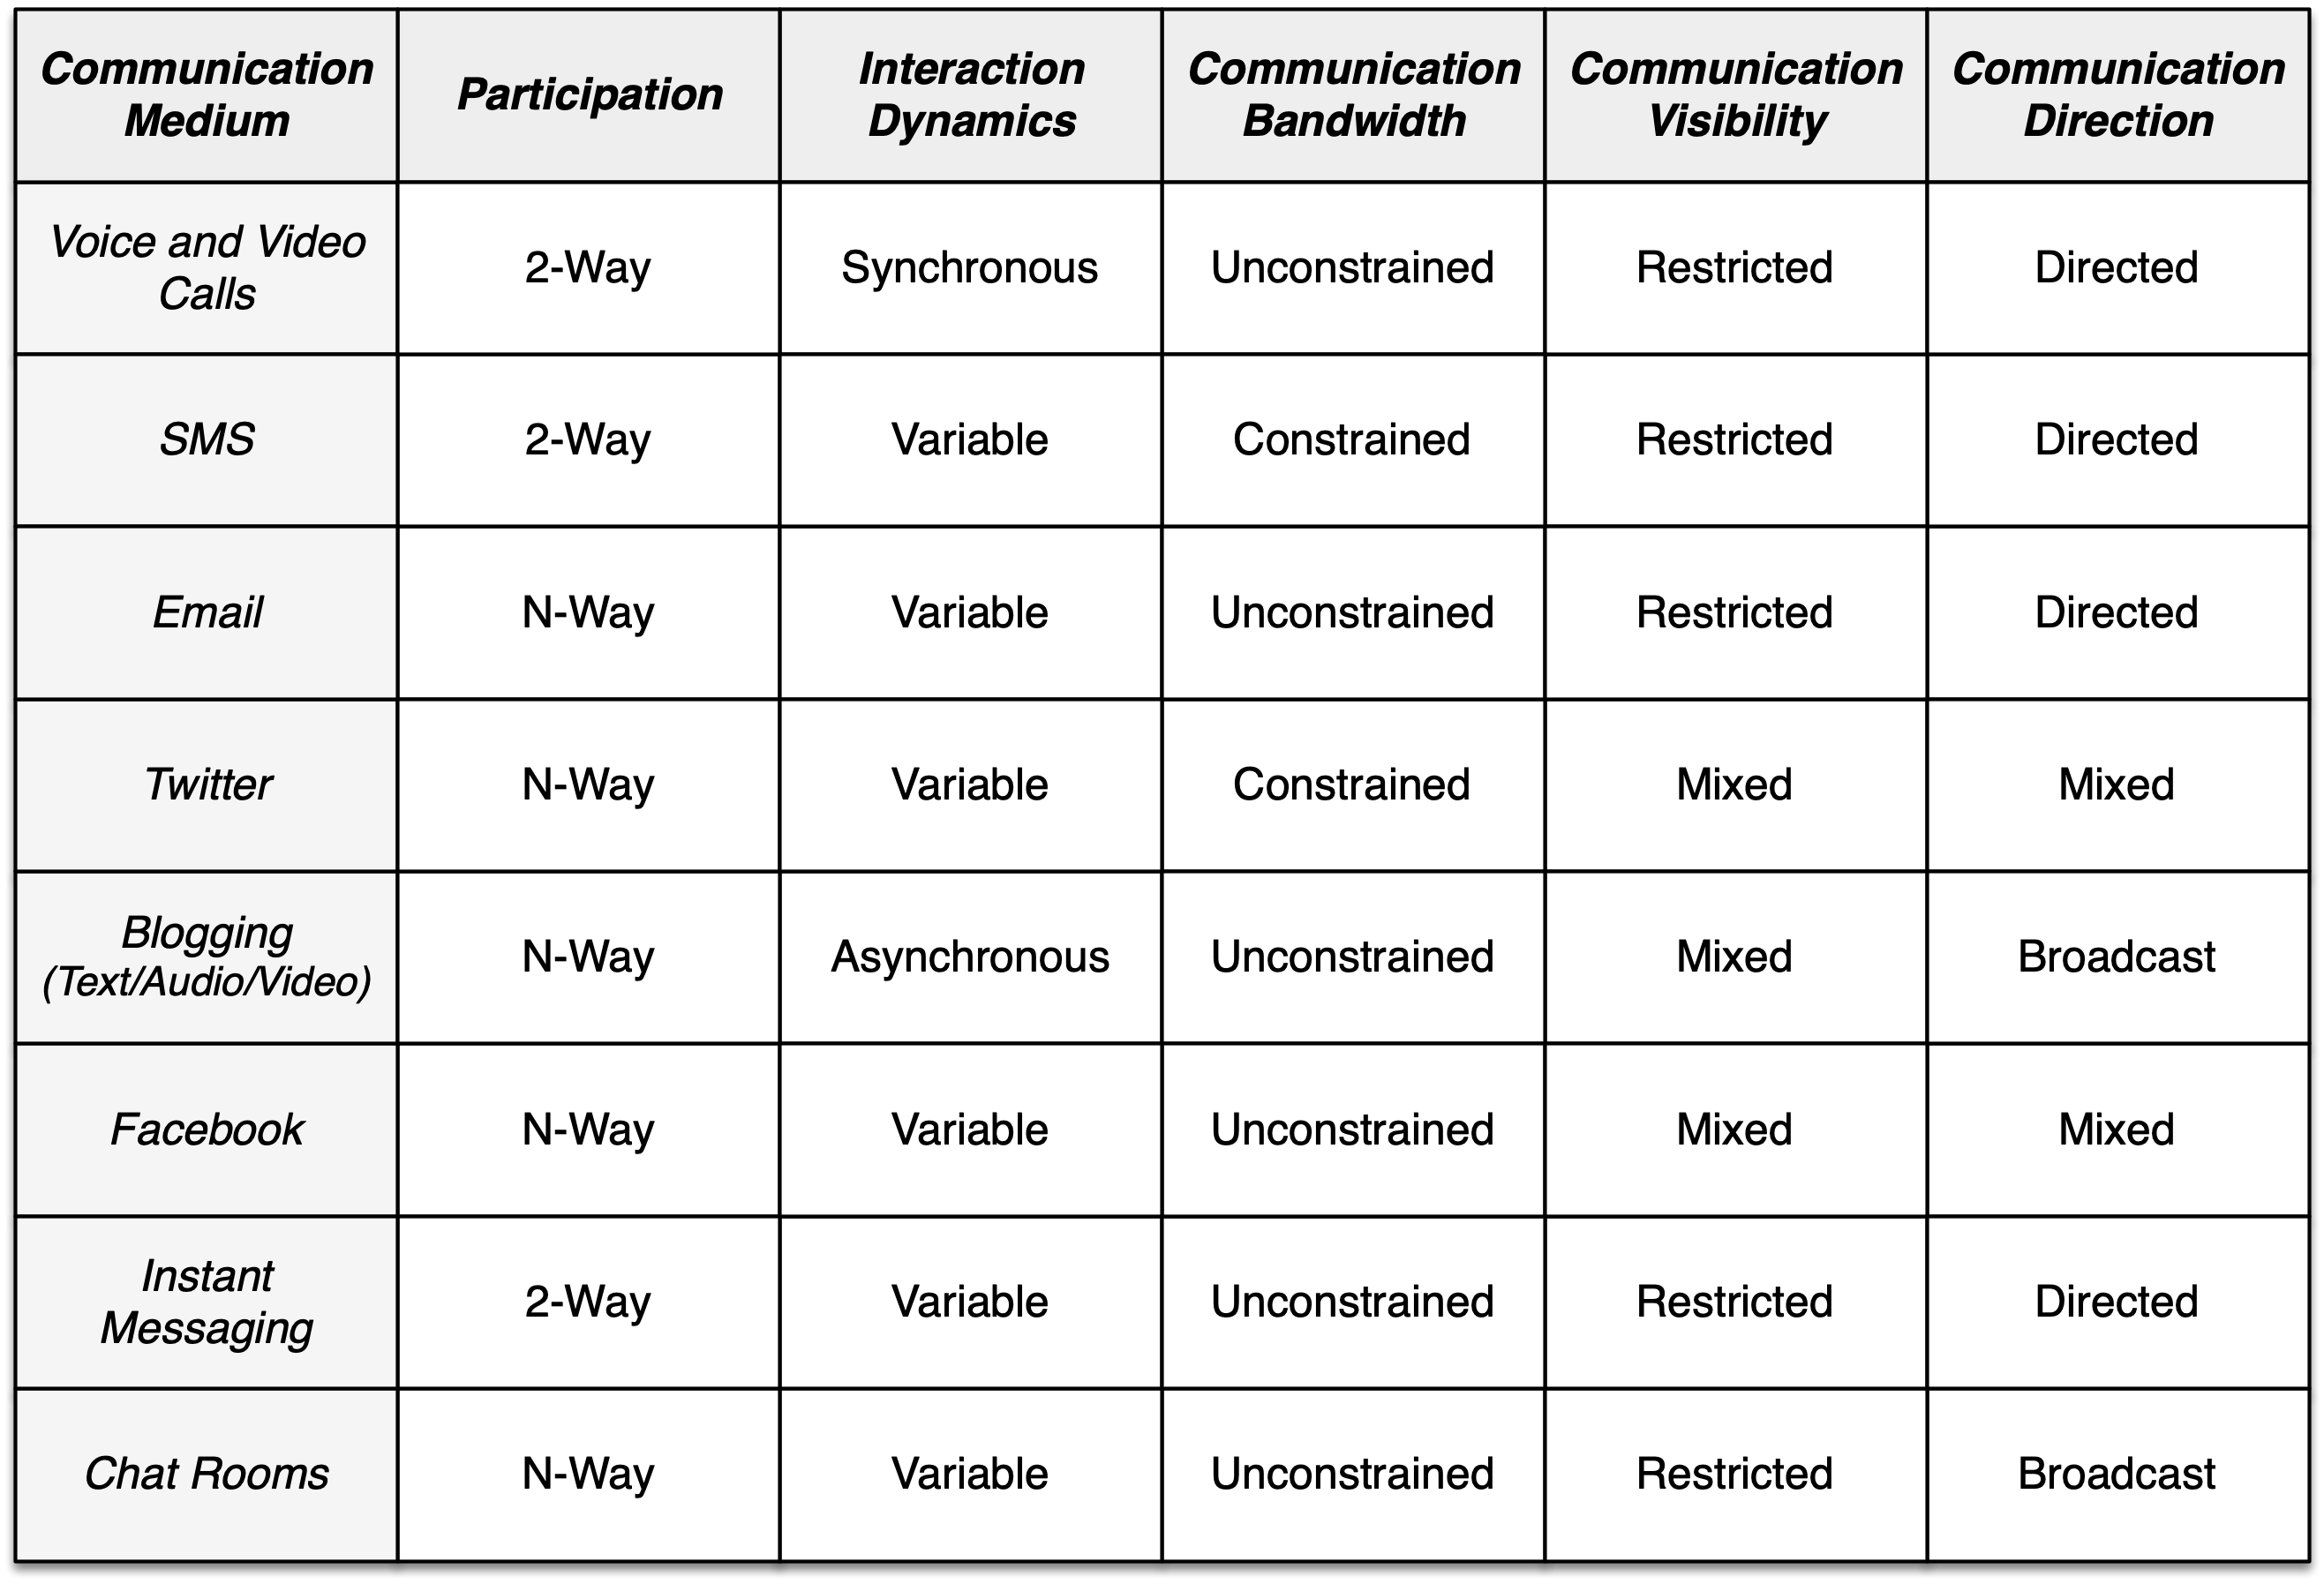 Communication Medium | Participation | Interaction Dynamics | Communication Bandwidth | Communication Visibility | Communication Direction
Voice and Video Calls | 2-Way | Synchronous | Unconstrained | Restricted | Directed
SMS | 2-Way | Variable | Constrained | Restricted | Directed
Email | N-Way | Variable | Unconstrained | Restricted | Directed
Twitter | N-Way | Variable | Constrained | Mixed | Mixed
Blogging (Text/Audio/Video) | N-Way | Asynchronous | Unconstrained | Mixed | Broadcast
Facebook | N-Way | Variable | Unconstrained | Mixed | Mixed
Instant Messaging | 2-Way | Variable | Unconstrained | Restricted | Directed
Chat Rooms | N-Way | Variable | Unconstrained | Restricted | Broadcast